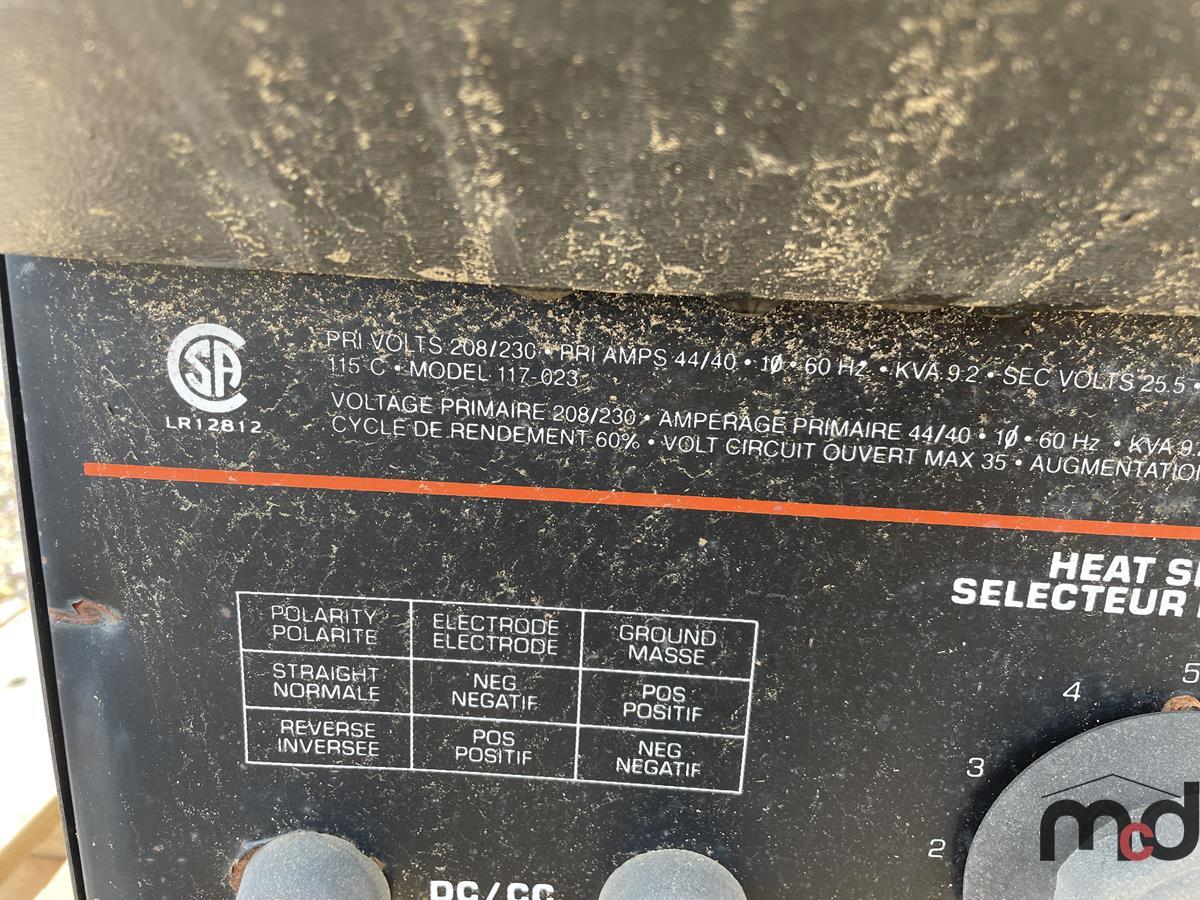 CSA
LR12812
PRI VOLTS 208/230 • PRI AMPS 44/40 • 1Ø • 60 Hz • KVA 9.2 • SEC VOLTS 25.5 •
115 C • MODEL 117-023
VOLTAGE PRIMAIRE 208/230 • AMPERAGE PRIMAIRE 44/40 • 1Ø • 60 Hz • KVA 9.
CYCLE DE RENDEMENT 60% • VOLT CIRCUIT OUVERT MAX 35 • AUGMENTATIO
HEAT S
SELECTEUR
POLARITY
POLARITE
ELECTRODE
ELECTRODE
GROUND
MASSE
STRAIGHT
NORMALE
NEG
NEGATIF
POS
POSITIF
REVERSE
INVERSEE
POS
POSITIF
NEG
NEGATIF
5
4
3
2
DC/CC
mcd